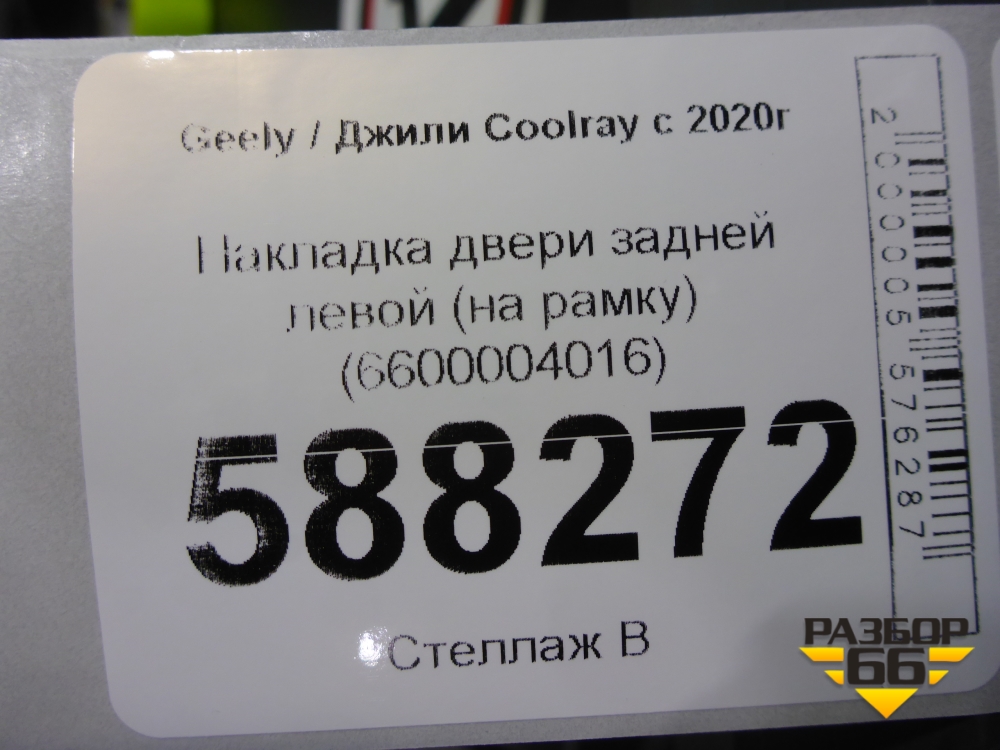 Geely / Джили Coolray с 2020г
Накладка двери задней
левой (на рамку)
(6600004016)
588272
Стеллаж В
2000005576287
РАЗБОР
66